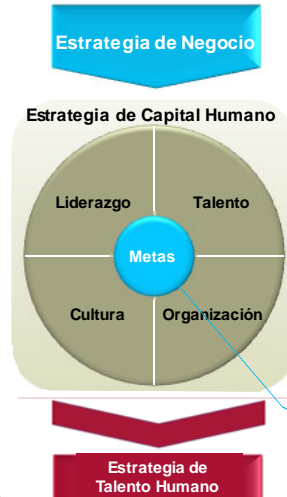 Estrategia de Negocio
Estrategia de Capital Humano
Liderazgo
Talento
Metas
Cultura
Organización
Estrategia de
Talento Humano